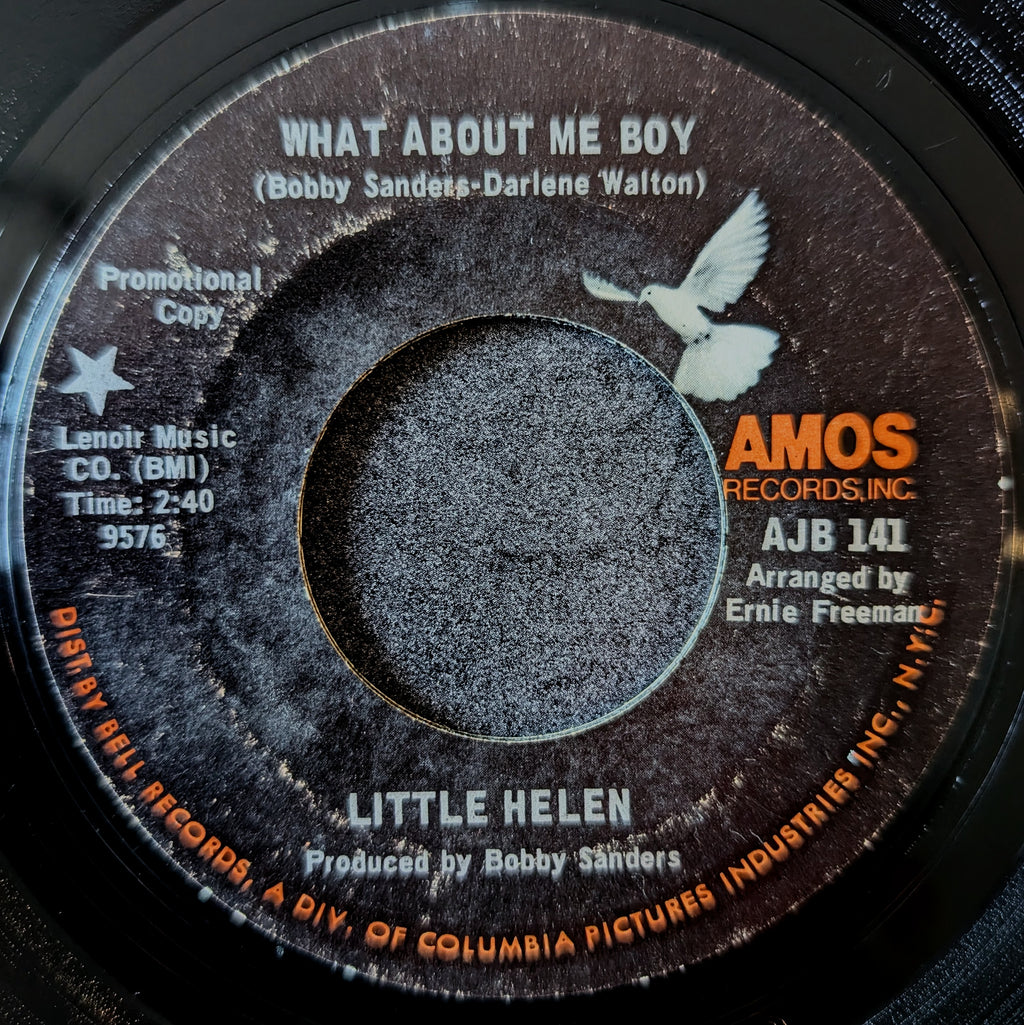 WHAT ABOUT ME BOY
(Bobby Sanders-Darlene Walton)
Promotional
Copy
Lenoir Music
CO. (BMI)
Time: 2:40
9576
AMOS
RECORDS, INC.
AJB 141
Arranged by
Ernie Freeman
LITTLE HELEN
Produced by Bobby Sanders
DIST. BY BELL RECORDS, A DIV. OF COLUMBIA PICTURES INDUSTRIES INC., N.Y.C.